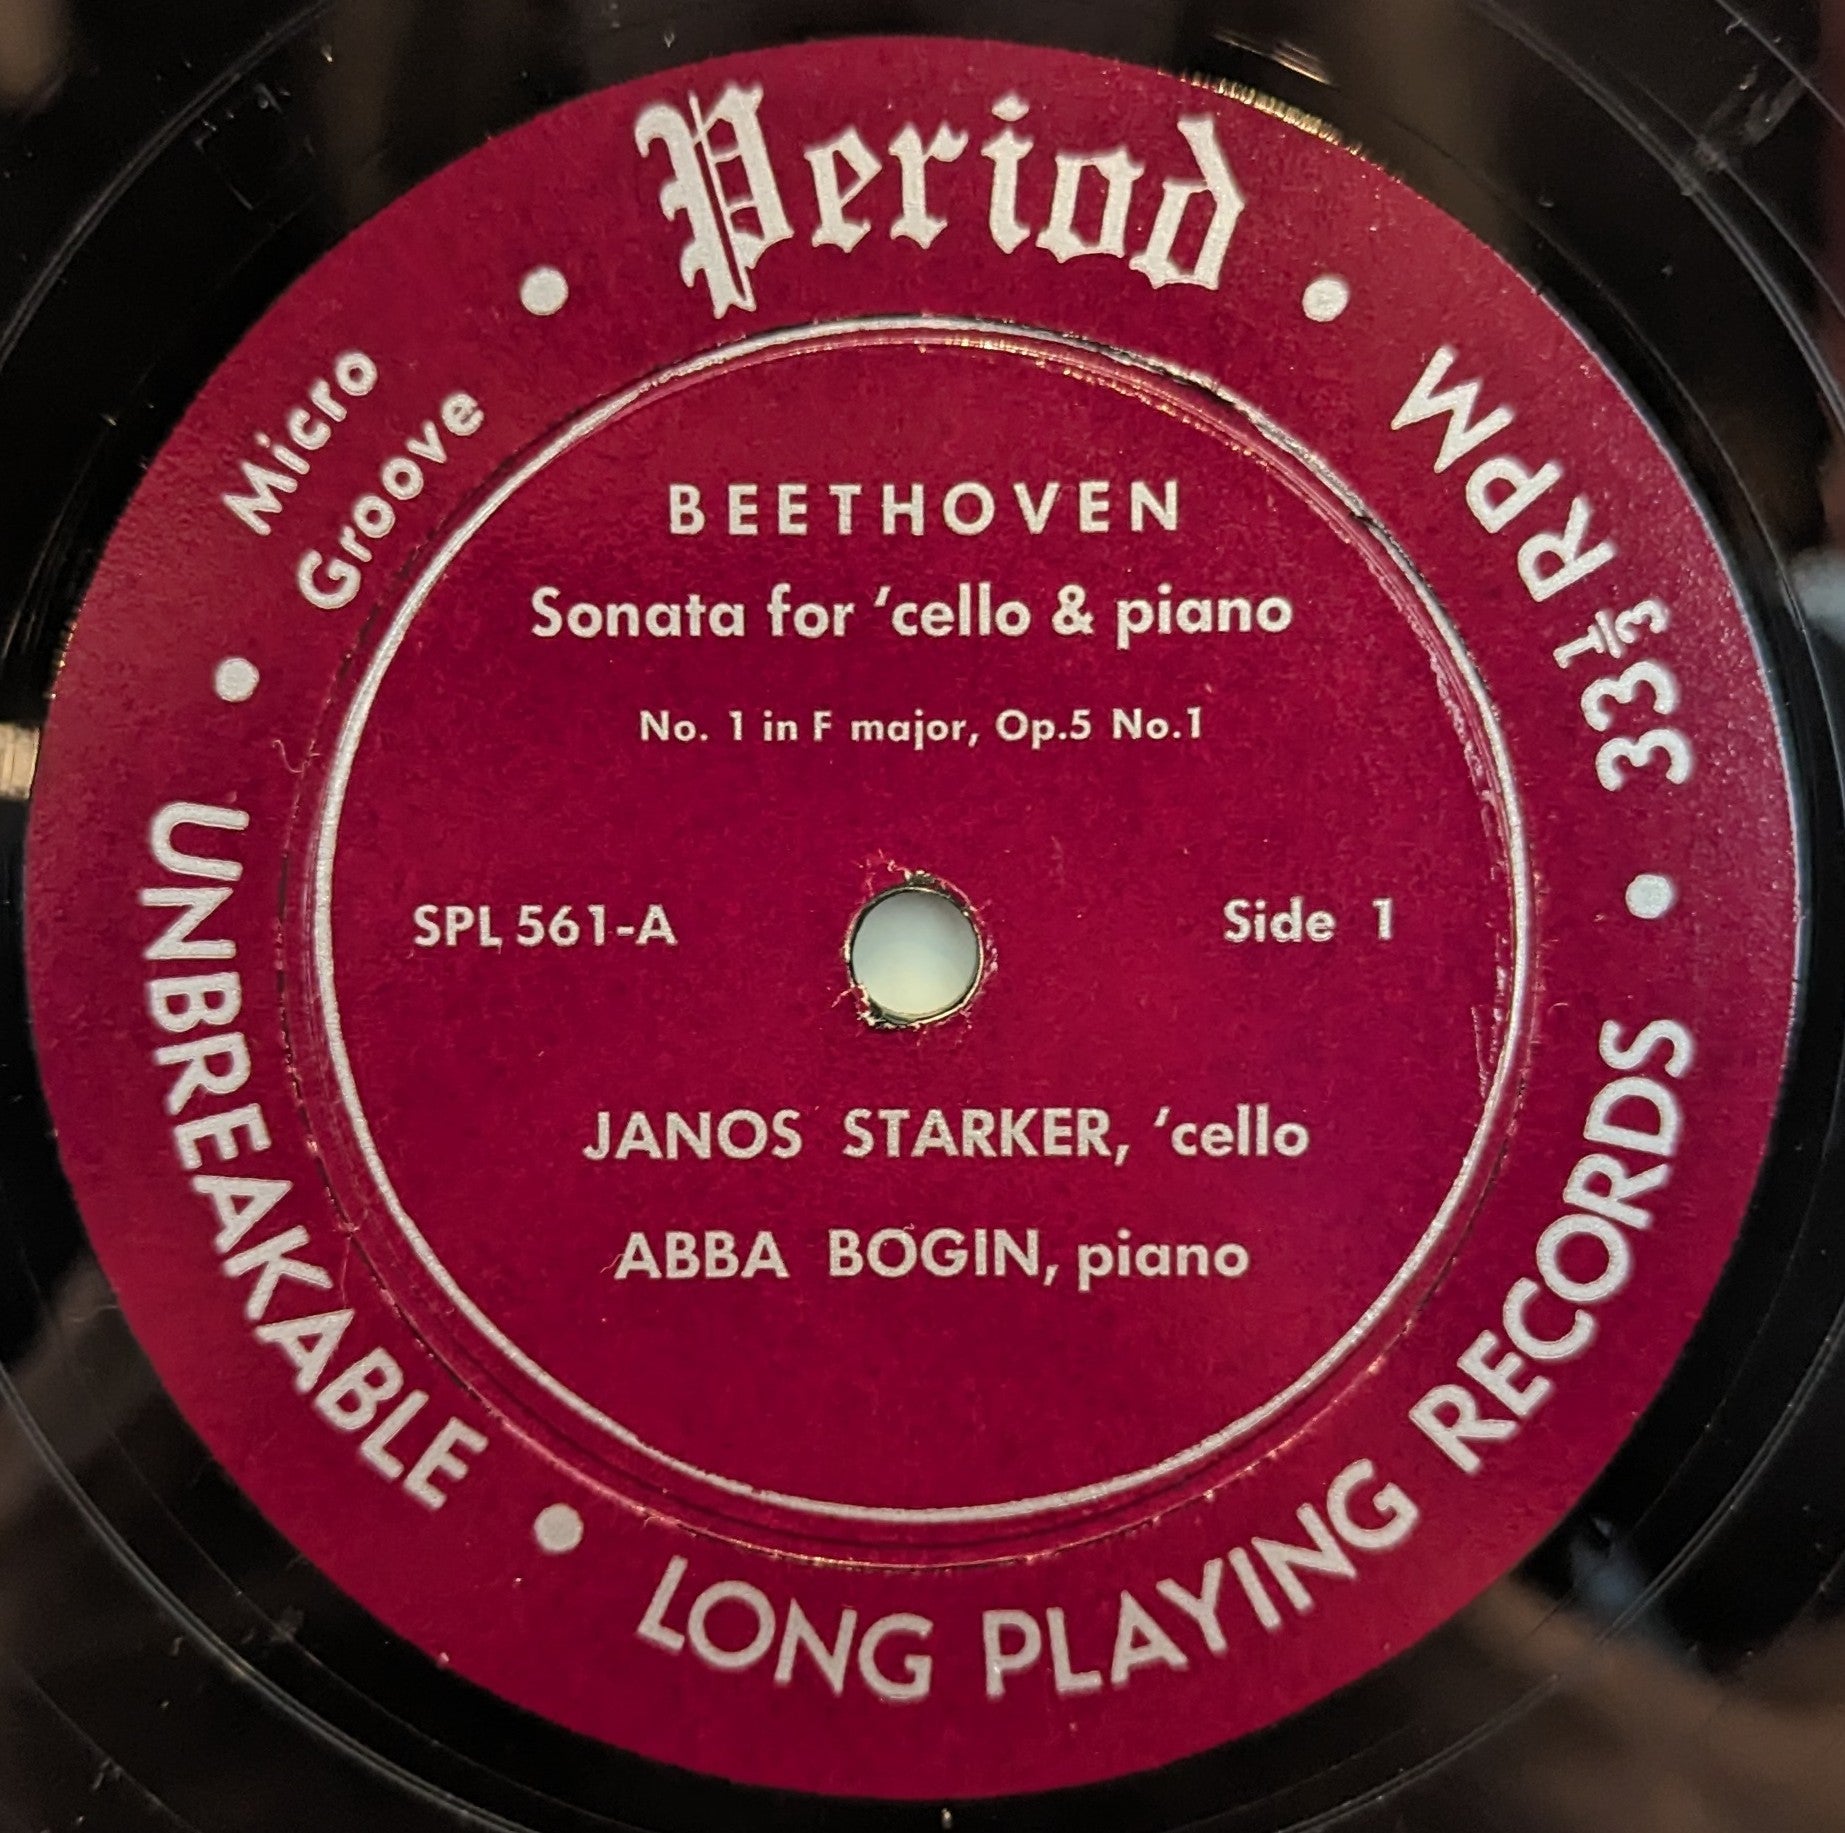 Period
Micro
Groove
33⅓ RPM
BEETHOVEN
Sonata for 'cello & piano
No. 1 in F major, Op.5 No.1
SPL 561-A
Side 1
JANOS STARKER, 'cello
ABBA BOGIN, piano
UNBREAKABLE
LONG PLAYING RECORDS